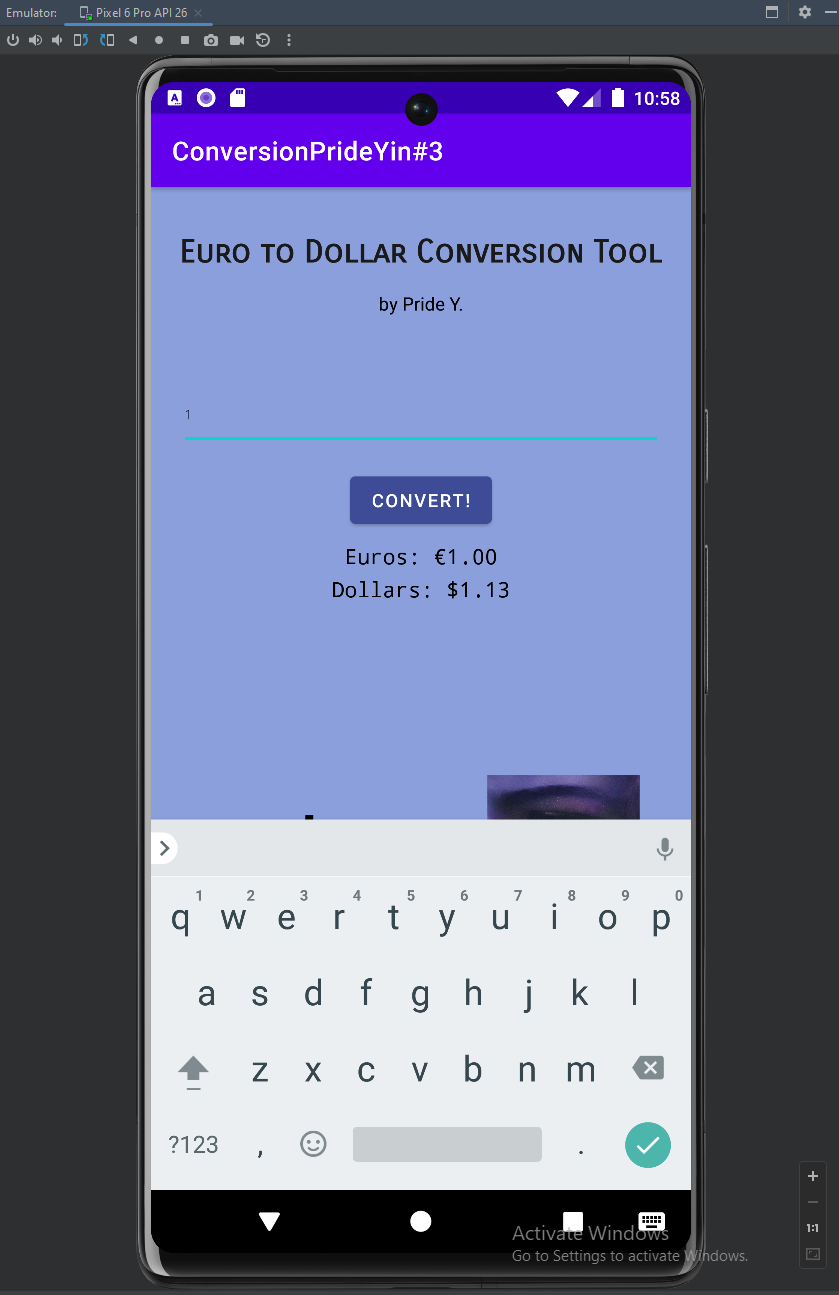 Emulator: Pixel 6 Pro API 26
10:58
ConversionPrideYin#3
Euro to Dollar Conversion Tool
by Pride Y.
1
CONVERT!
Euros: €1.00
Dollars: $1.13
1 2 3 4 5 6 7 8 9 0
q w e r t y u i o p
a s d f g h j k l
z x c v b n m
?123 , .
1:1
Activate Windows
Go to Settings to activate Windows.